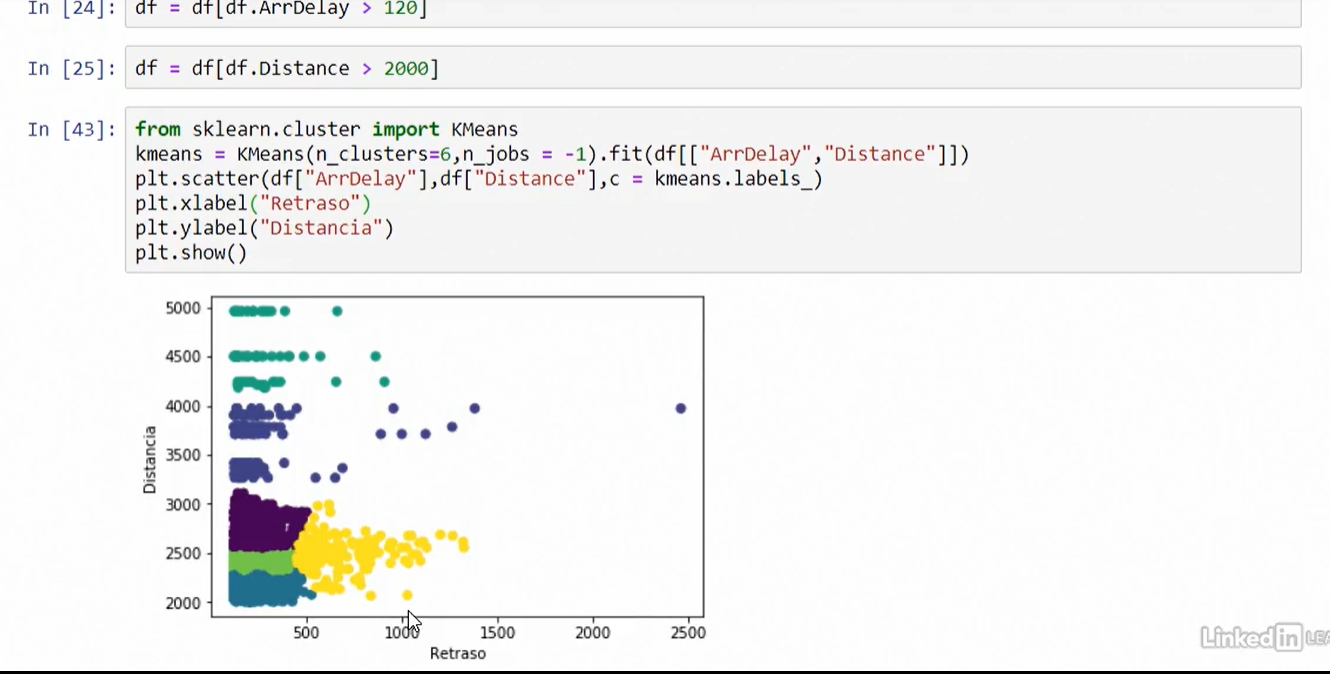 In [24]: df = df[df.ArrDelay > 120]
In [25]: df = df[df.Distance > 2000]
In [43]: from sklearn.cluster import KMeans
kmeans = KMeans(n_clusters=6,n_jobs = -1).fit(df[["ArrDelay","Distance"]])
plt.scatter(df["ArrDelay"],df["Distance"],c = kmeans.labels_)
plt.xlabel("Retraso")
plt.ylabel("Distancia")
plt.show()
5000
4500
4000
3500
3000
2500
2000
Distancia
500 1000 1500 2000 2500
Retraso
Linked in LEA